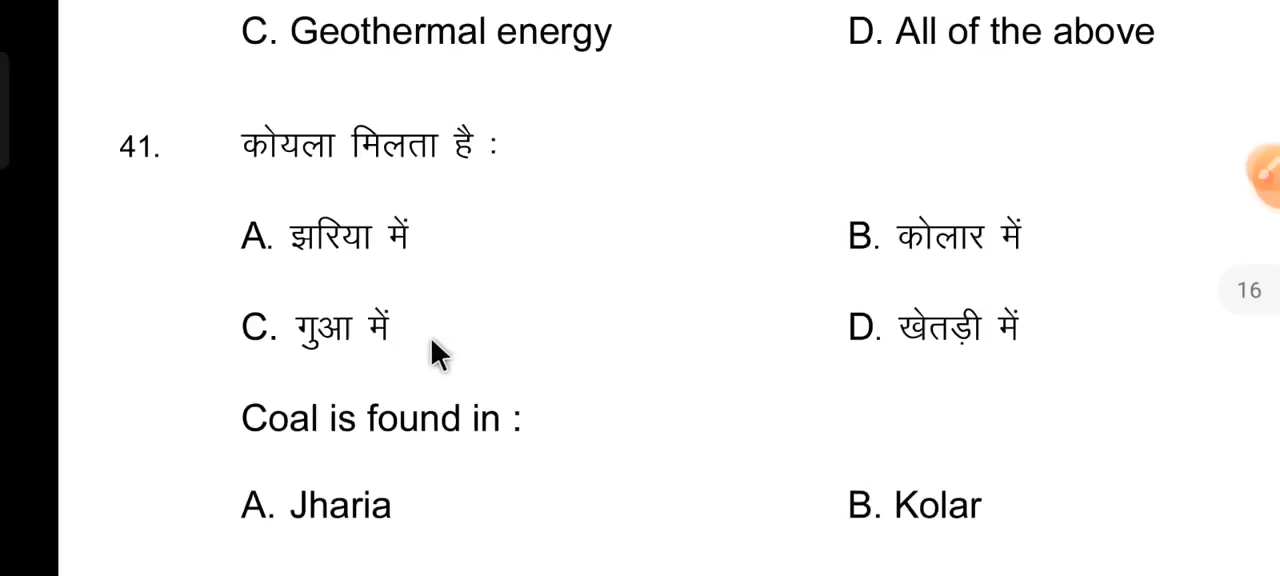 C. Geothermal energy D. All of the above
41. कोयला मिलता है :
A. झरिया में B. कोलार में
C. गुआ में D. खेतड़ी में
16
Coal is found in :
A. Jharia B. Kolar